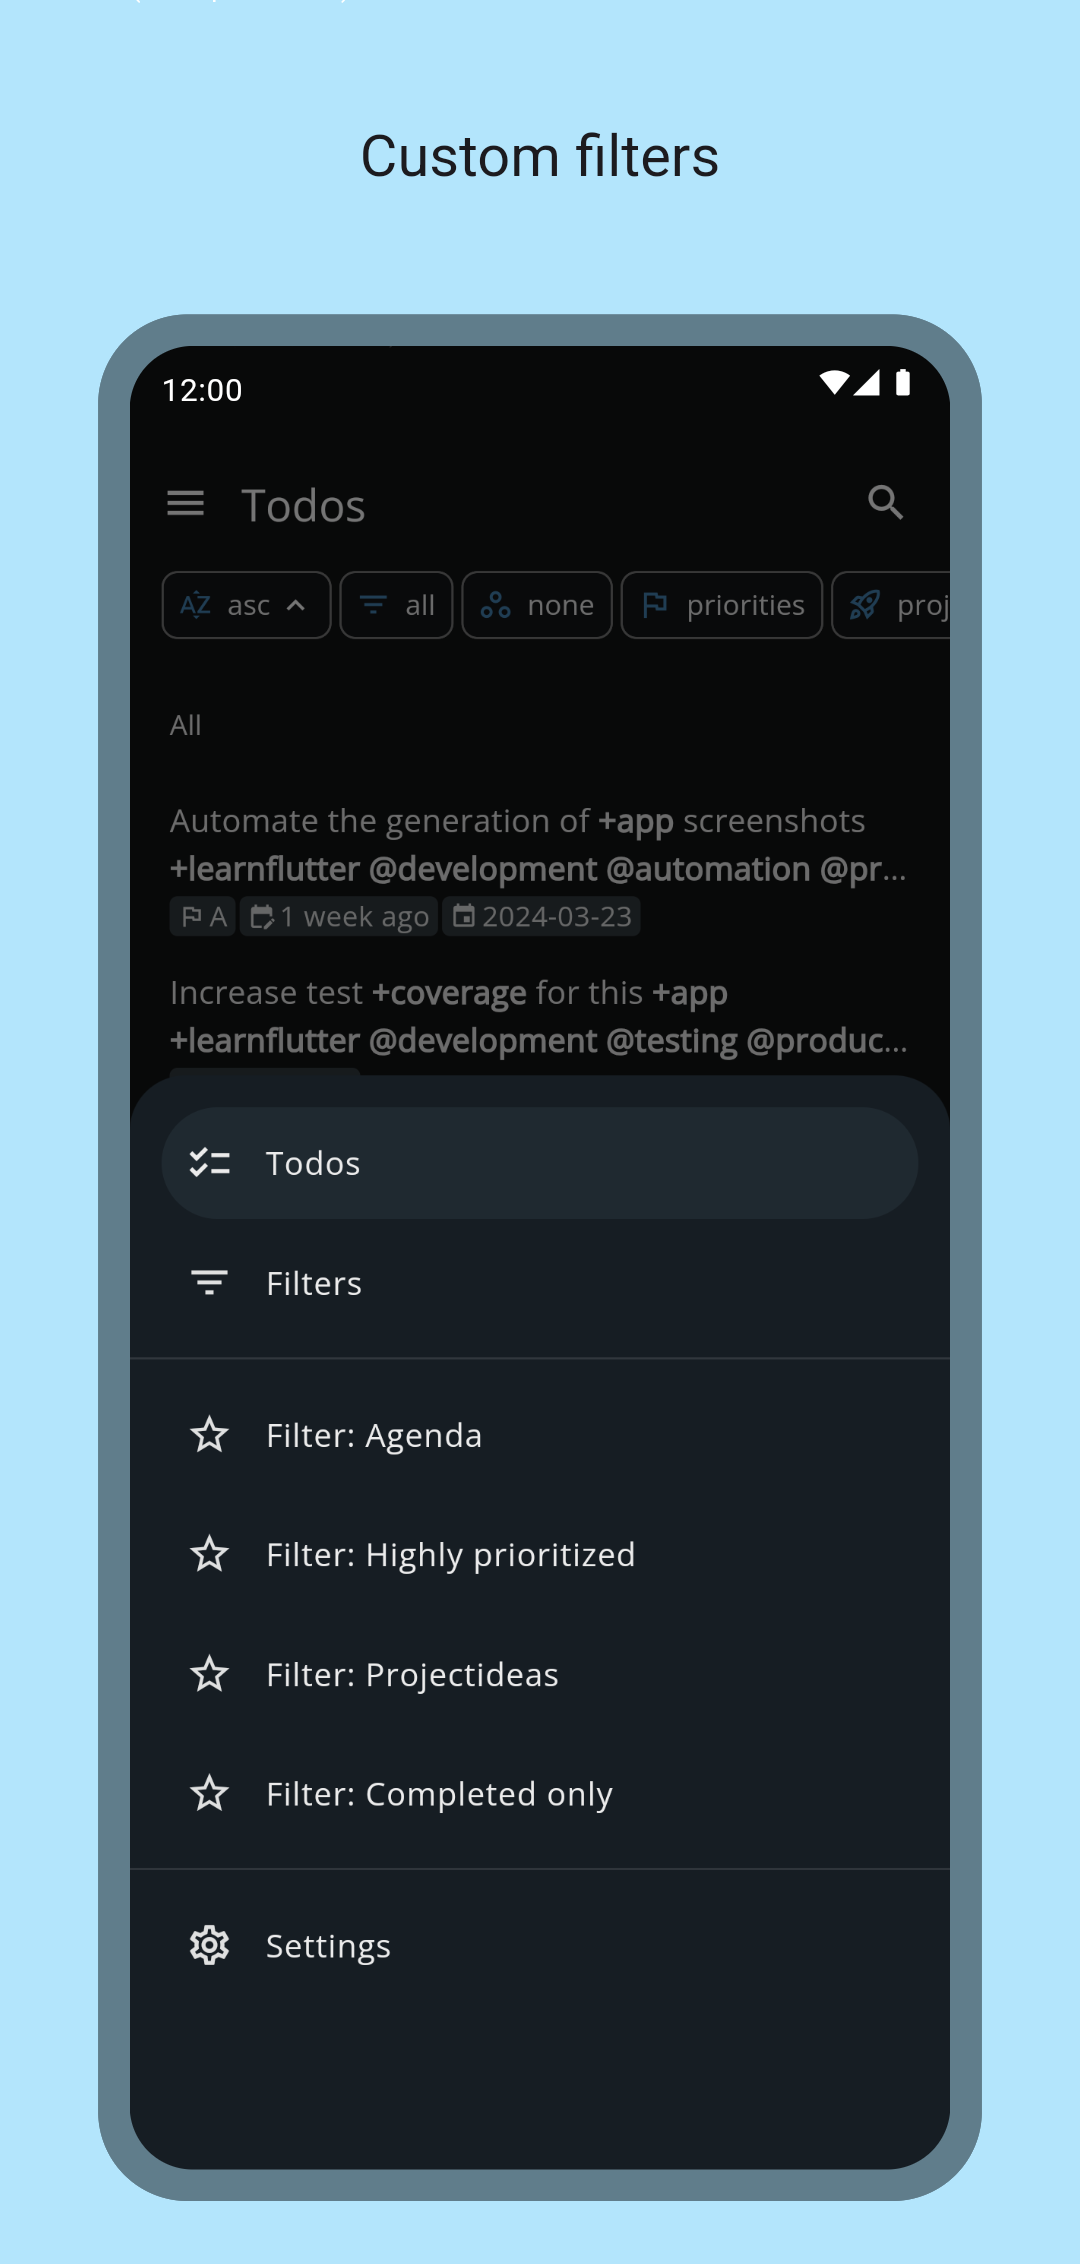 Custom filters
12:00
Todos
asc all none priorities proj
All
Automate the generation of +app screenshots
+learnflutter @development @automation @pr...
A 1 week ago 2024-03-23
Increase test +coverage for this +app
+learnflutter @development @testing @produc...
Todos
Filters
Filter: Agenda
Filter: Highly prioritized
Filter: Projectideas
Filter: Completed only
Settings